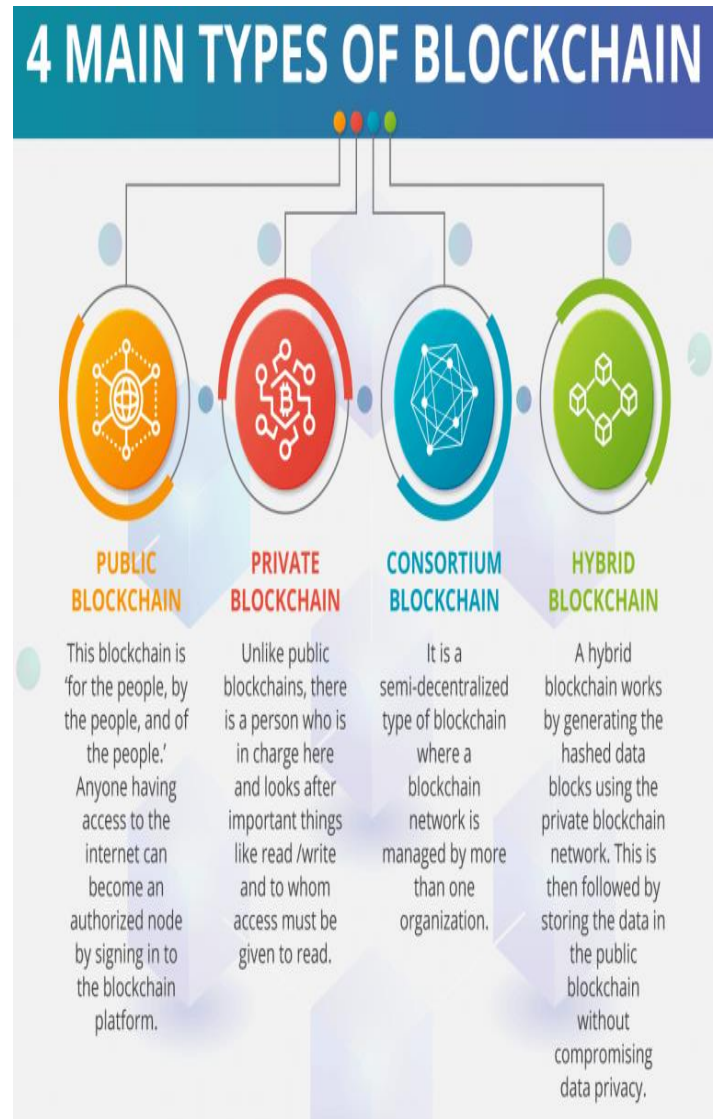 4 MAIN TYPES OF BLOCKCHAIN
PUBLIC
BLOCKCHAIN
This blockchain is
‘for the people, by
the people, and of
the people.’
Anyone having
access to the
internet can
become an
authorized node
by signing in to
the blockchain
platform.
PRIVATE
BLOCKCHAIN
Unlike public
blockchains, there
is a person who is
in charge here
and looks after
important things
like read /write
and to whom
access must be
given to read.
CONSORTIUM
BLOCKCHAIN
It is a
semi-decentralized
type of blockchain
where a
blockchain
network is
managed by more
than one
organization.
HYBRID
BLOCKCHAIN
A hybrid
blockchain works
by generating the
hashed data
blocks using the
private blockchain
network. This is
then followed by
storing the data in
the public
blockchain
without
compromising
data privacy.